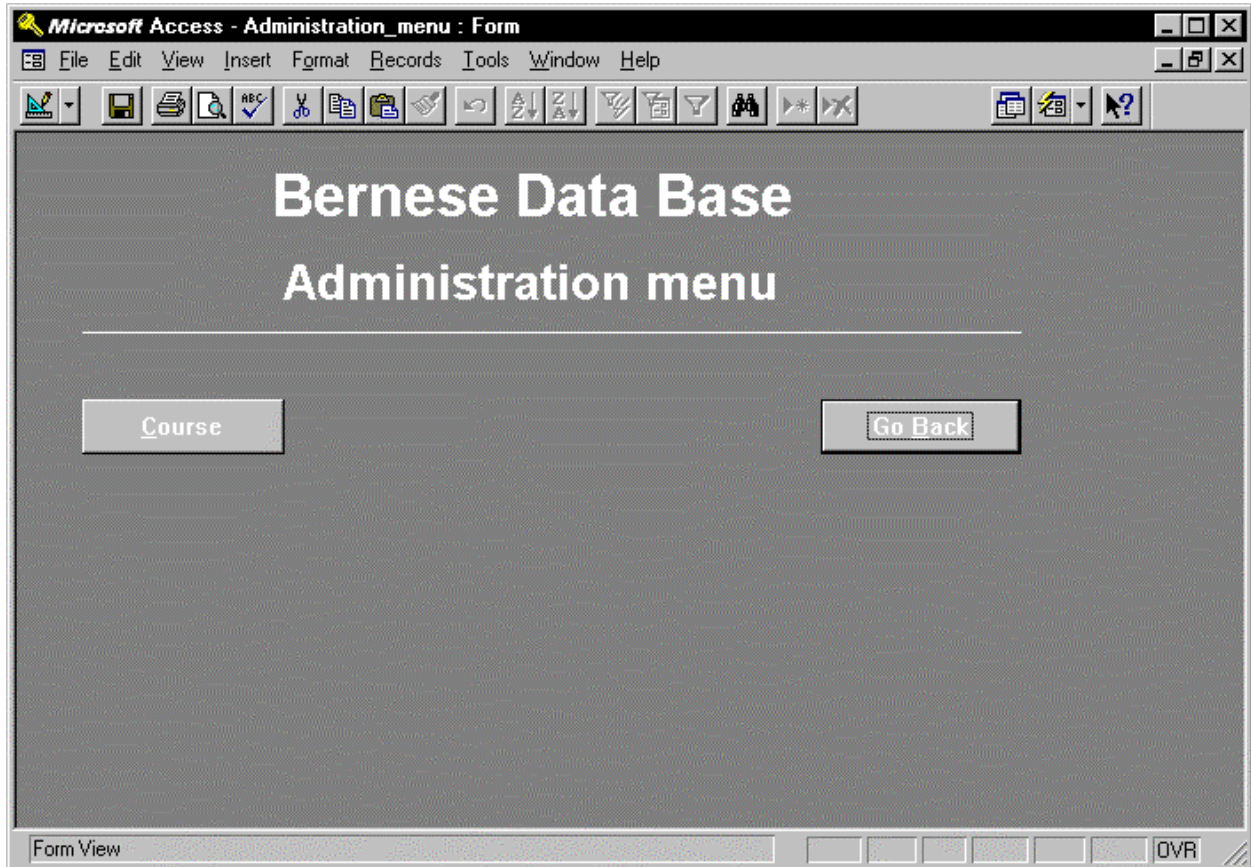 Microsoft Access - Administration_menu : Form
File Edit View Insert Format Records Tools Window Help
ABC
Bernese Data Base
Administration menu
Course
Go Back
Form View
OVR